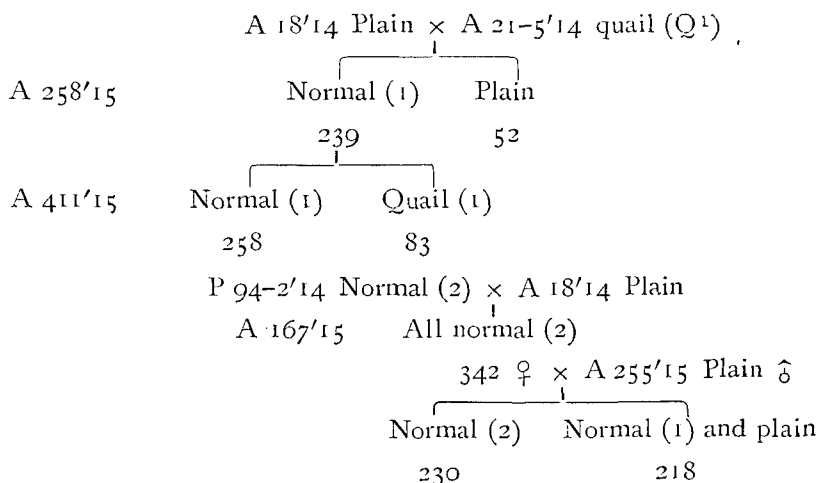 A 18′14 Plain × A 21–5′14 quail (Q¹)
A 258′15 Normal (1) Plain
239 52
A 411′15 Normal (1) Quail (1)
258 83
P 94–2′14 Normal (2) × A 18′14 Plain
A 167′15 All normal (2)
342 ♀ × A 255′15 Plain ♂
Normal (2) Normal (1) and plain
230 218